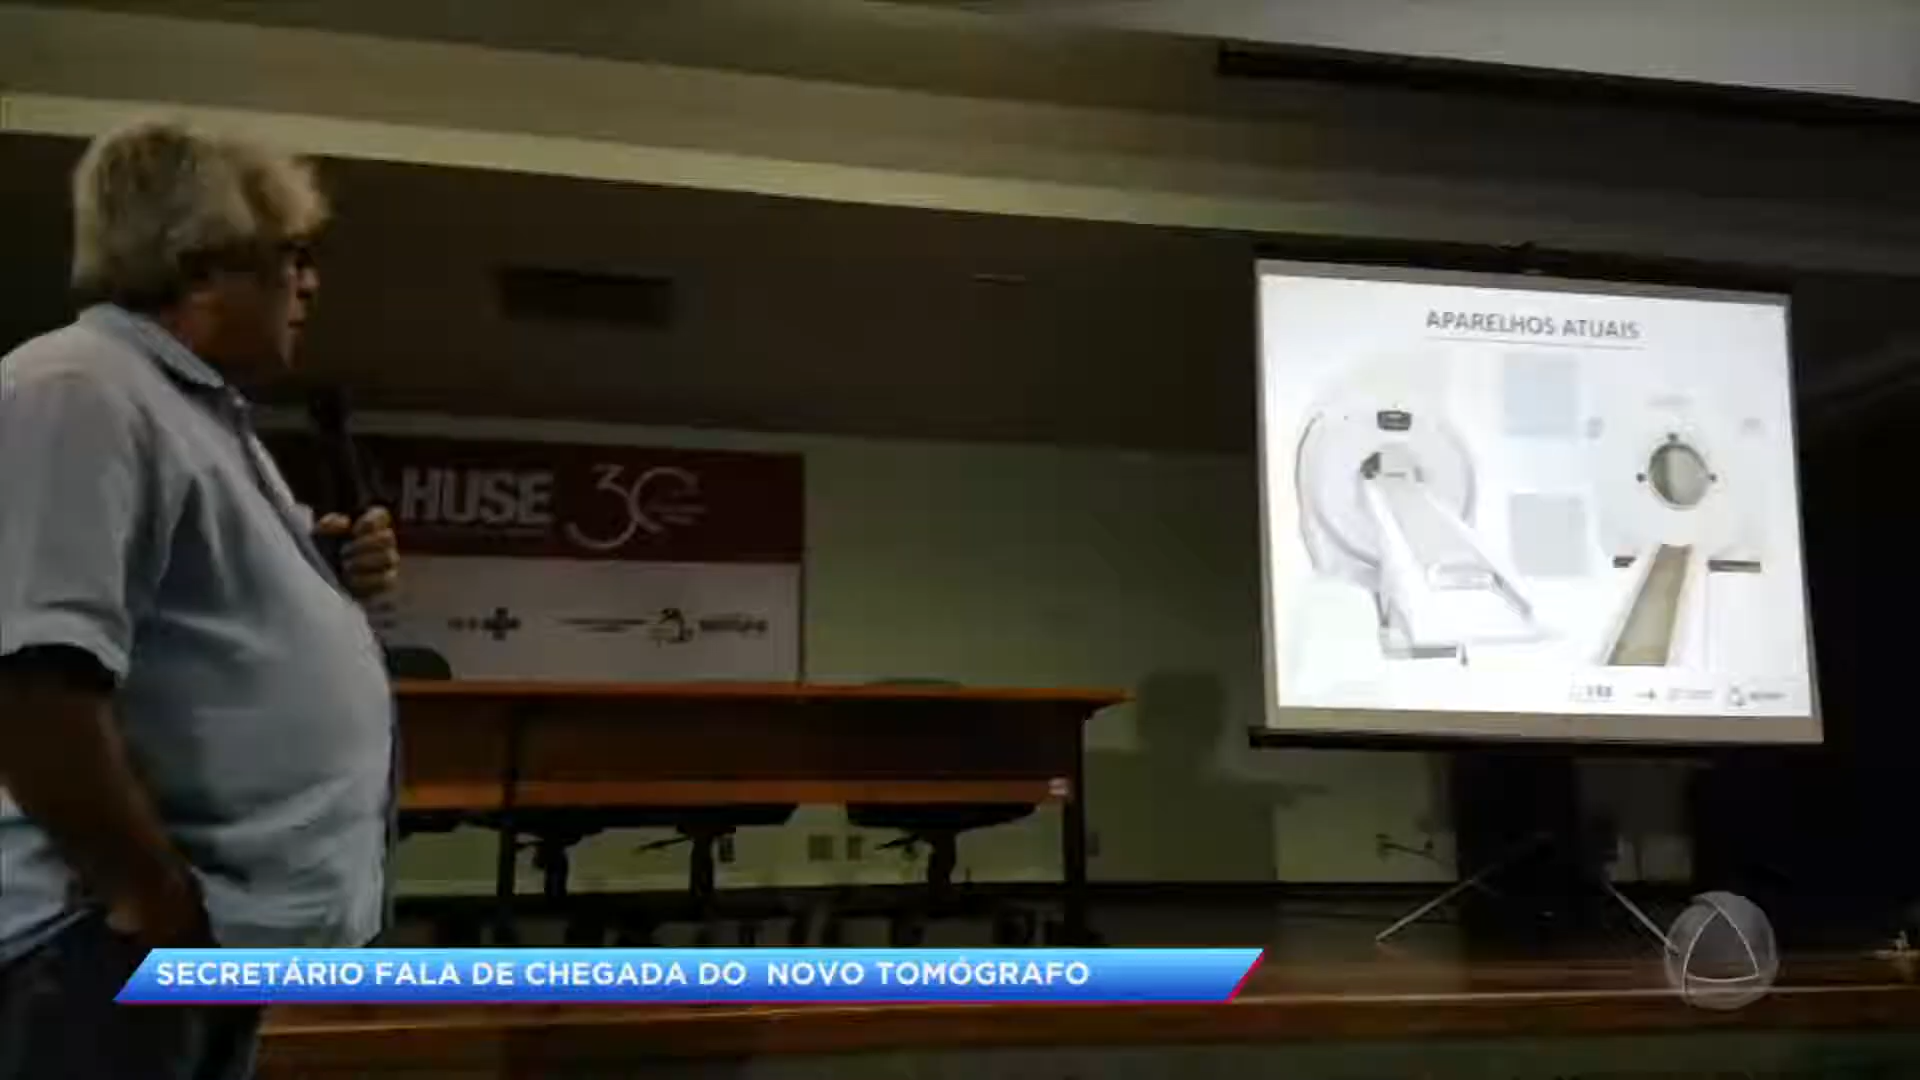 APARELHOS ATUAIS
HUSE 30
SECRETÁRIO FALA DE CHEGADA DO NOVO TOMÓGRAFO